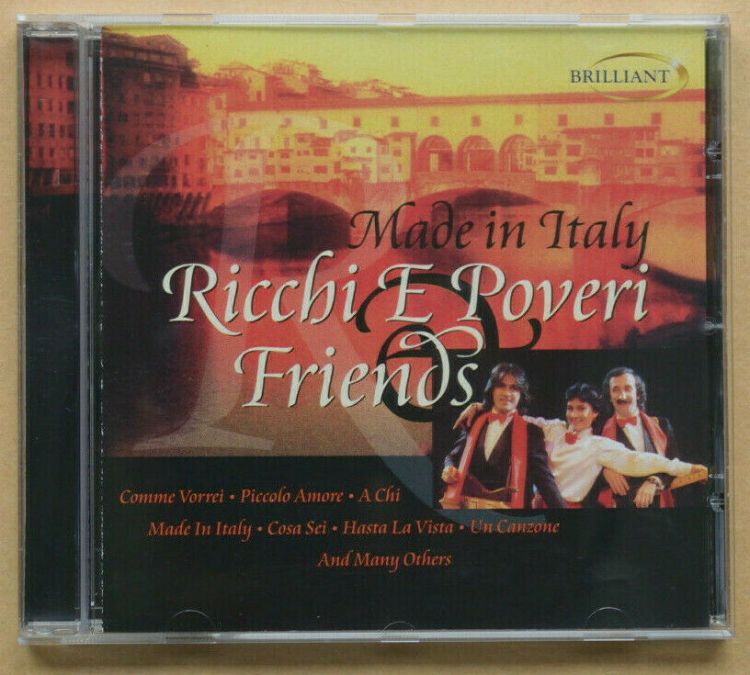 BRILLIANT
Made in Italy
Ricchi E Poveri
&
Friends
Comme Vorrei • Piccolo Amore • A Chi
Made In Italy • Cosa Sei • Hasta La Vista • Un Canzone
And Many Others